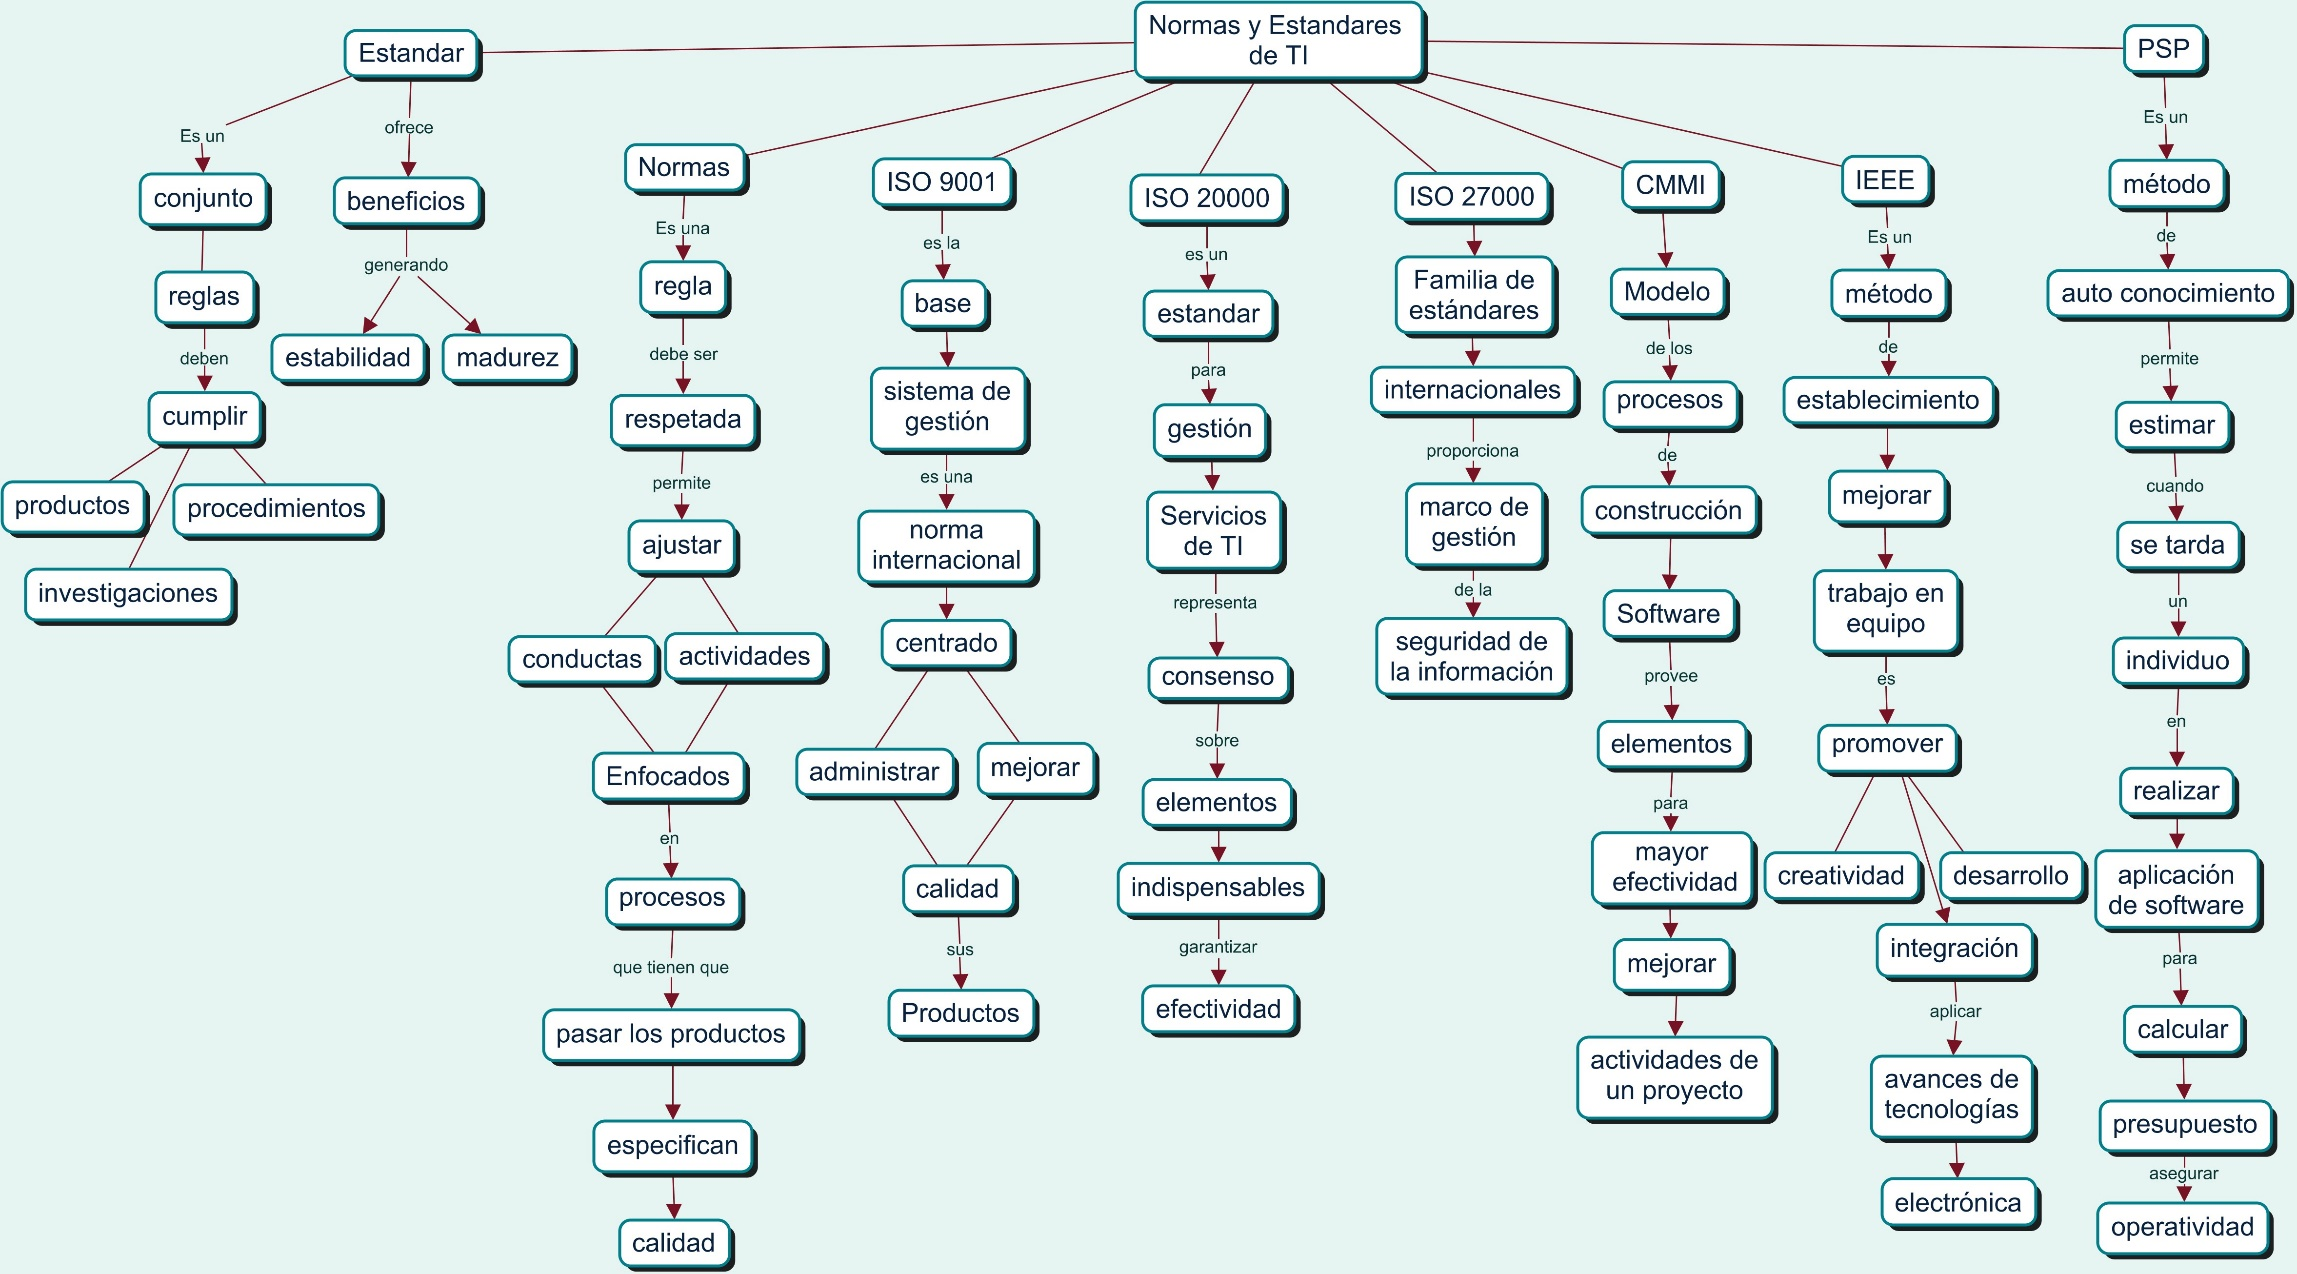 Normas y Estandares
de TI
Estandar
Es un
conjunto
reglas
deben
cumplir
productos
procedimientos
investigaciones
ofrece
beneficios
generando
estabilidad
madurez
Normas
Es una
regla
debe ser
respetada
permite
ajustar
conductas
actividades
Enfocados
en
procesos
que tienen que
pasar los productos
especifican
calidad
ISO 9001
es la
base
sistema de
gestión
es una
norma
internacional
centrado
administrar
mejorar
calidad
sus
Productos
ISO 20000
es un
estandar
para
gestión
Servicios
de TI
representa
consenso
sobre
elementos
indispensables
garantizar
efectividad
ISO 27000
Familia de
estándares
internacionales
proporciona
marco de
gestión
de la
seguridad de
la información
CMMI
Modelo
de los
procesos
de
construcción
Software
provee
elementos
para
mayor
efectividad
mejorar
actividades de
un proyecto
IEEE
Es un
método
de
establecimiento
mejorar
trabajo en
equipo
es
promover
creatividad
desarrollo
integración
aplicar
avances de
tecnologías
electrónica
PSP
Es un
método
de
auto conocimiento
permite
estimar
cuando
se tarda
un
individuo
en
realizar
aplicación
de software
para
calcular
presupuesto
asegurar
operatividad